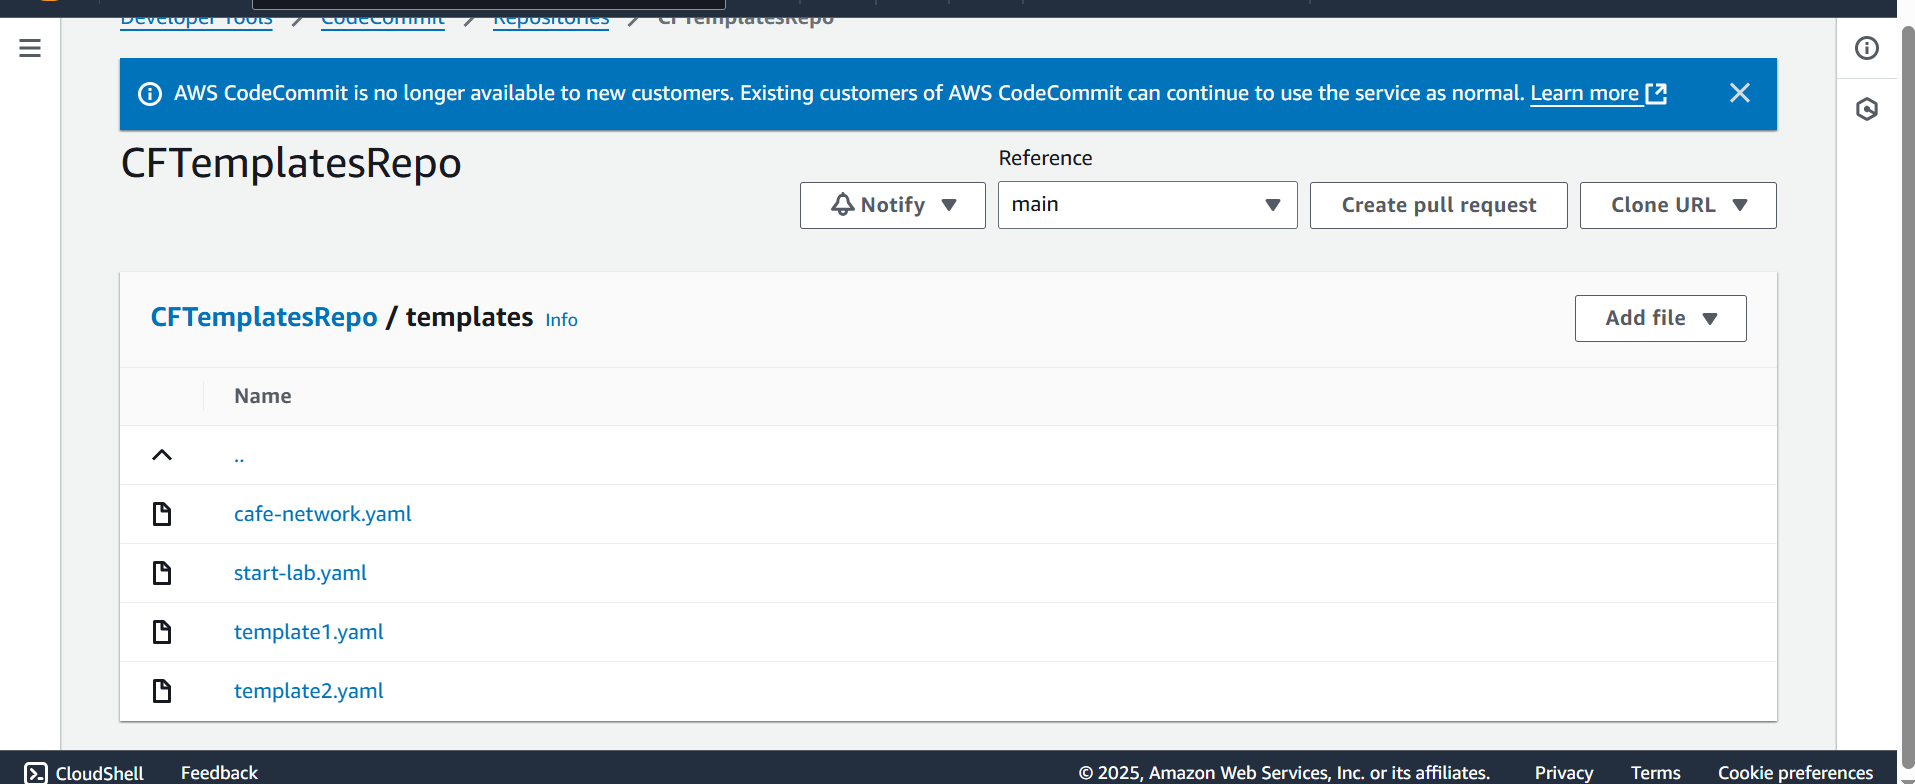 Developer Tools > CodeCommit > Repositories > CFTemplatesRepo
AWS CodeCommit is no longer available to new customers. Existing customers of AWS CodeCommit can continue to use the service as normal. Learn more
CFTemplatesRepo
Reference
Notify main Create pull request Clone URL
CFTemplatesRepo / templates Info
Add file
Name
..
cafe-network.yaml
start-lab.yaml
template1.yaml
template2.yaml
CloudShell Feedback © 2025, Amazon Web Services, Inc. or its affiliates. Privacy Terms Cookie preferences